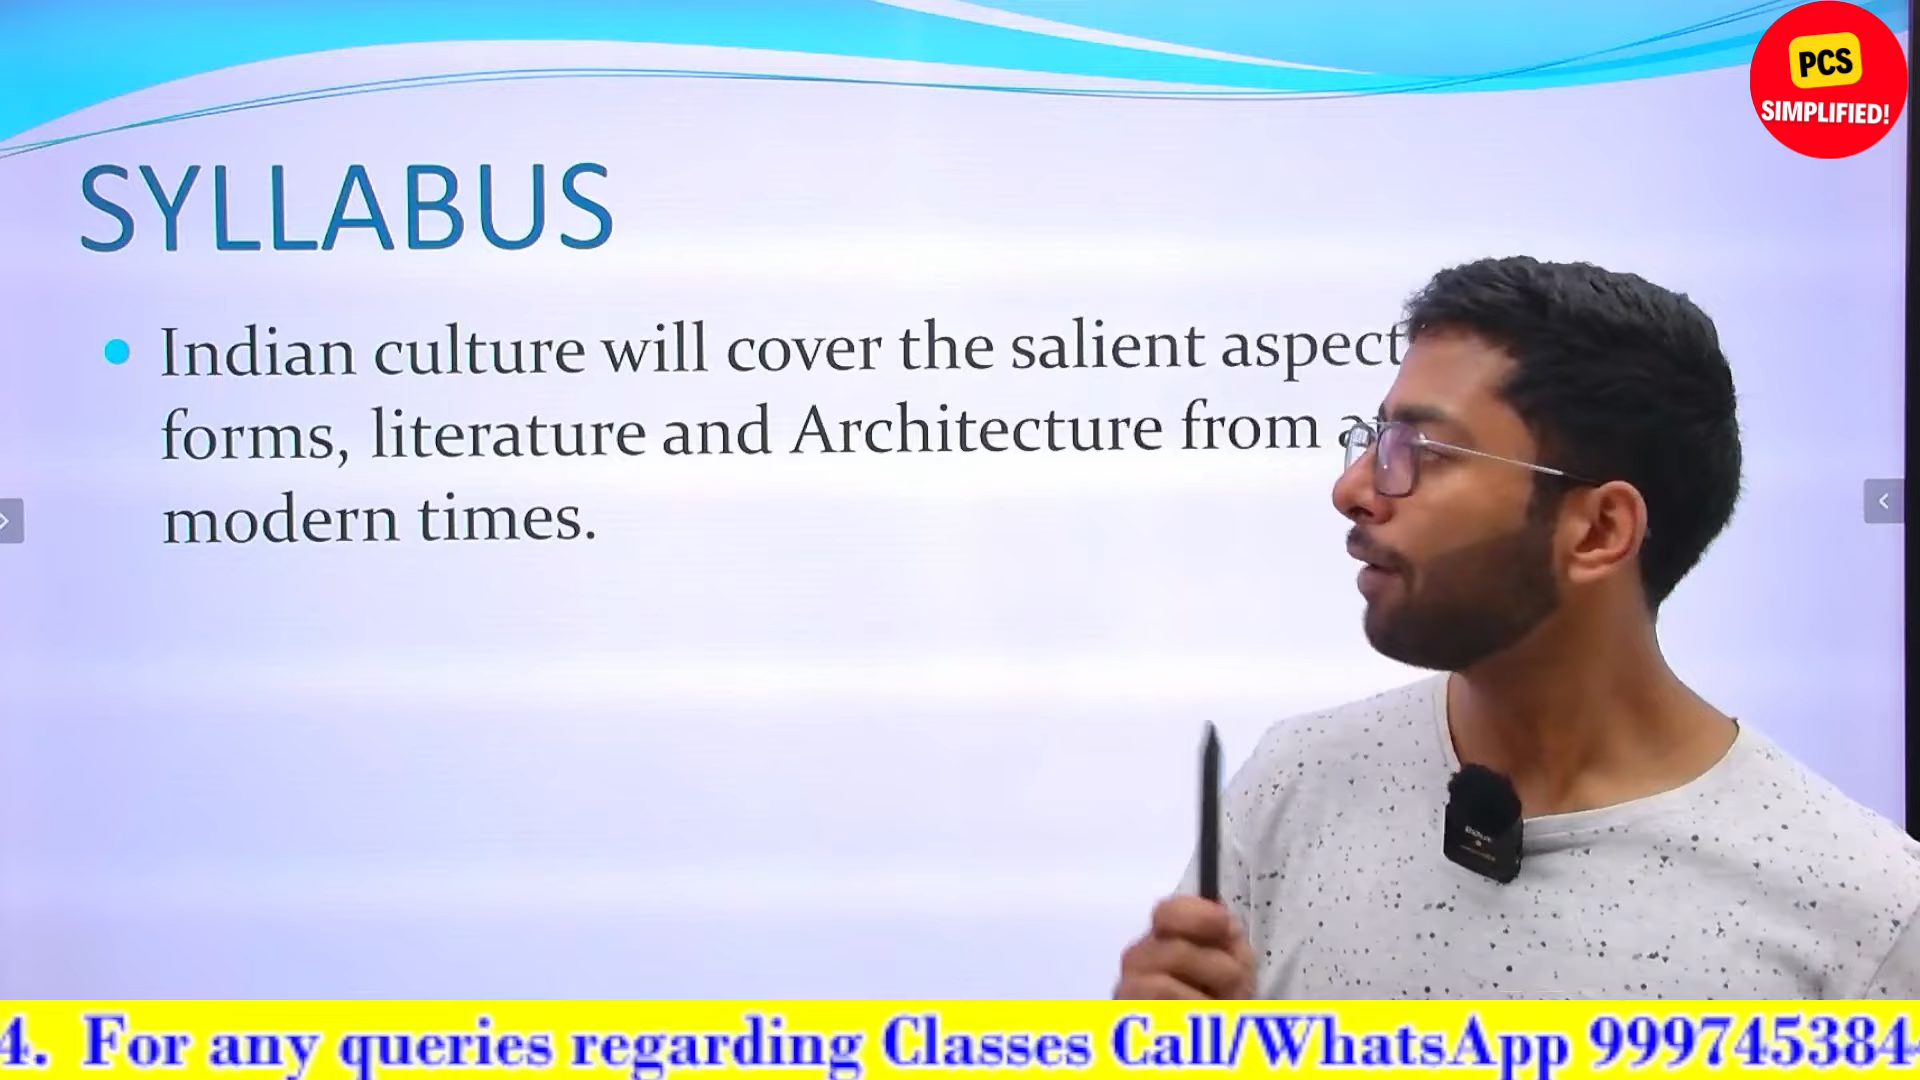 PCS
SIMPLIFIED!
SYLLABUS
Indian culture will cover the salient aspect
forms, literature and Architecture from
modern times.
4. For any queries regarding Classes Call/WhatsApp 999745384